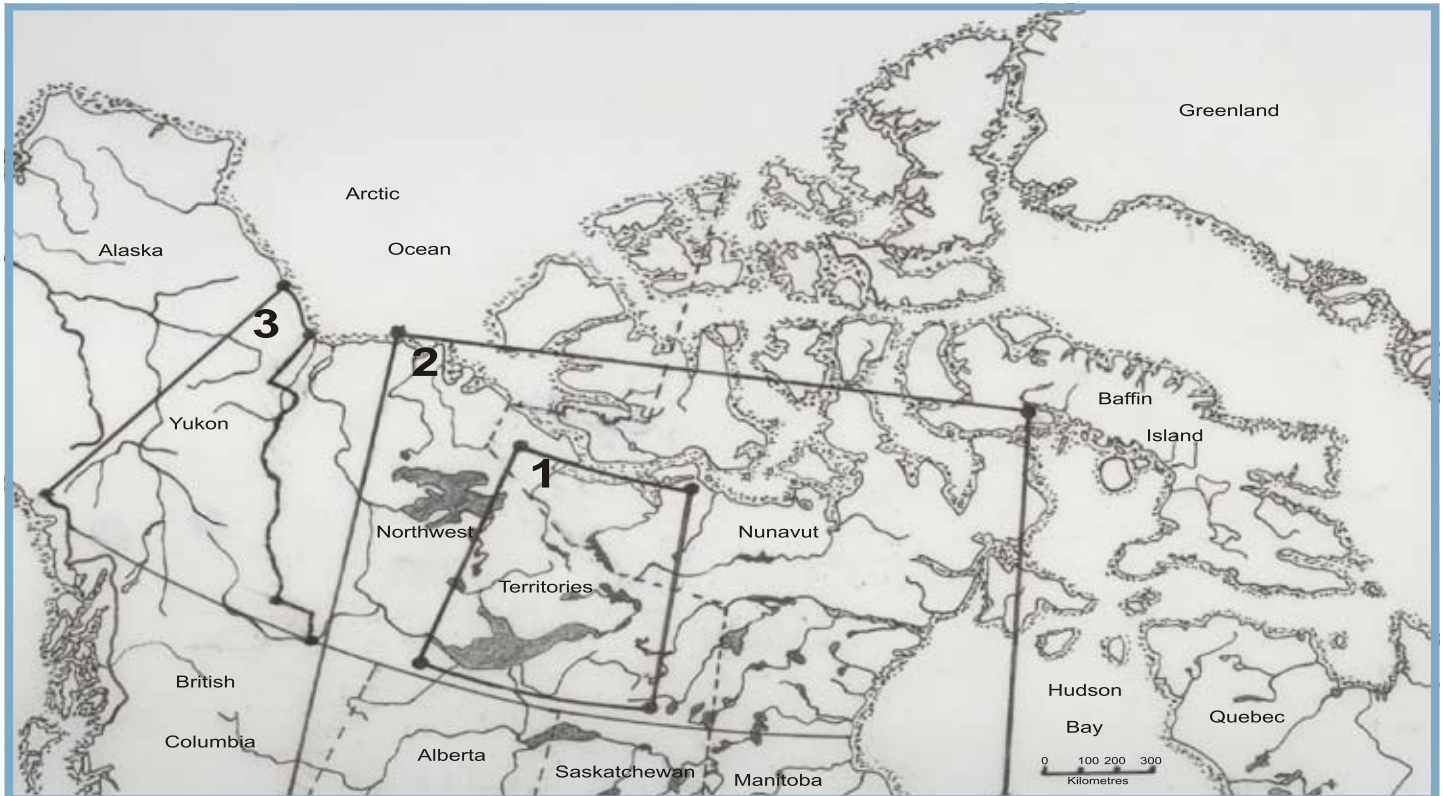 Greenland
Arctic
Ocean
Alaska
3
2
Baffin
Island
Yukon
1
Northwest
Nunavut
Territories
British
Columbia
Hudson
Bay
Quebec
Alberta
Saskatchewan
Manitoba
0 100 200 300
Kilometres